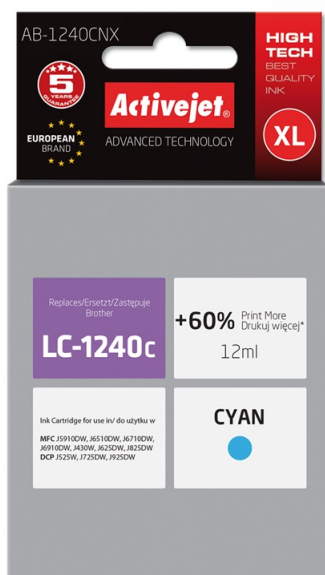 AB-1240CNX
HIGH
TECH
BEST
QUALITY
INK
5
YEARS
GUARANTEE
Activejet®
EUROPEAN
BRAND
ADVANCED TECHNOLOGY
XL
Replaces/Ersetzt/Zastępuje
Brother
LC-1240c
+60% Print More
Drukuj więcej*
12ml
Ink Cartridge for use in/ do użytku w
MFC J5910DW, J6510DW, J6710DW,
J6910DW, J430W, J625DW, J825DW
DCP J525W, J725DW, J925DW
CYAN